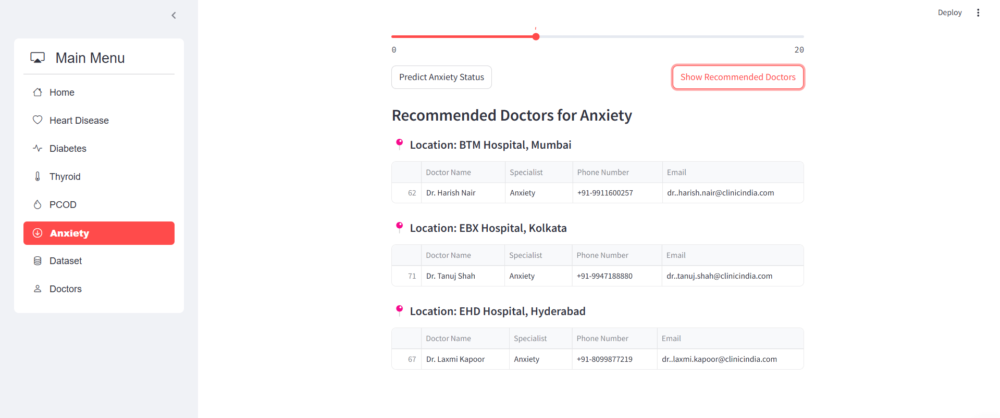 Deploy
Main Menu
Home
Heart Disease
Diabetes
Thyroid
PCOD
Anxiety
Dataset
Doctors
0 20
Predict Anxiety Status Show Recommended Doctors
Recommended Doctors for Anxiety
Location: BTM Hospital, Mumbai
Doctor Name Specialist Phone Number Email
62 Dr. Harish Nair Anxiety +91-9911600257 dr..harish.nair@clinicindia.com
Location: EBX Hospital, Kolkata
Doctor Name Specialist Phone Number Email
71 Dr. Tanuj Shah Anxiety +91-9947188880 dr..tanuj.shah@clinicindia.com
Location: EHD Hospital, Hyderabad
Doctor Name Specialist Phone Number Email
67 Dr. Laxmi Kapoor Anxiety +91-8099877219 dr..laxmi.kapoor@clinicindia.com